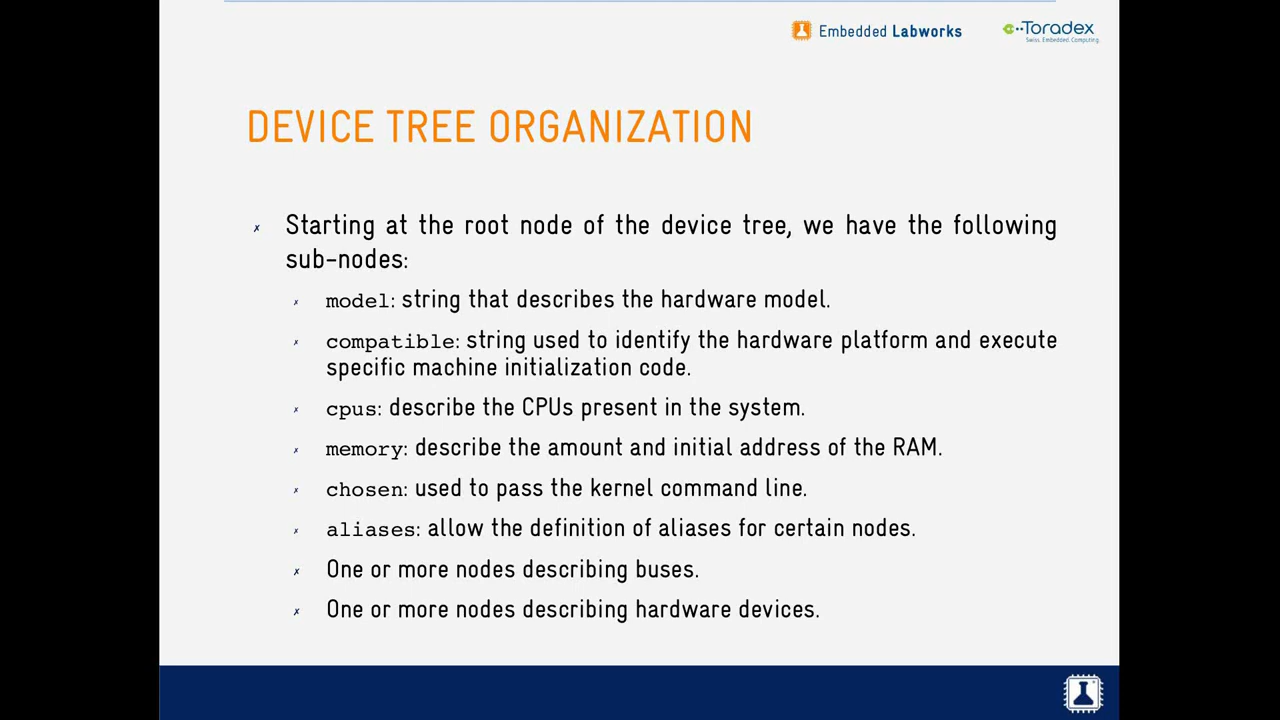 Embedded Labworks
Toradex
Swiss. Embedded. Computing.
DEVICE TREE ORGANIZATION
✗ Starting at the root node of the device tree, we have the following
sub-nodes:
✗ model: string that describes the hardware model.
✗ compatible: string used to identify the hardware platform and execute
specific machine initialization code.
✗ cpus: describe the CPUs present in the system.
✗ memory: describe the amount and initial address of the RAM.
✗ chosen: used to pass the kernel command line.
✗ aliases: allow the definition of aliases for certain nodes.
✗ One or more nodes describing buses.
✗ One or more nodes describing hardware devices.